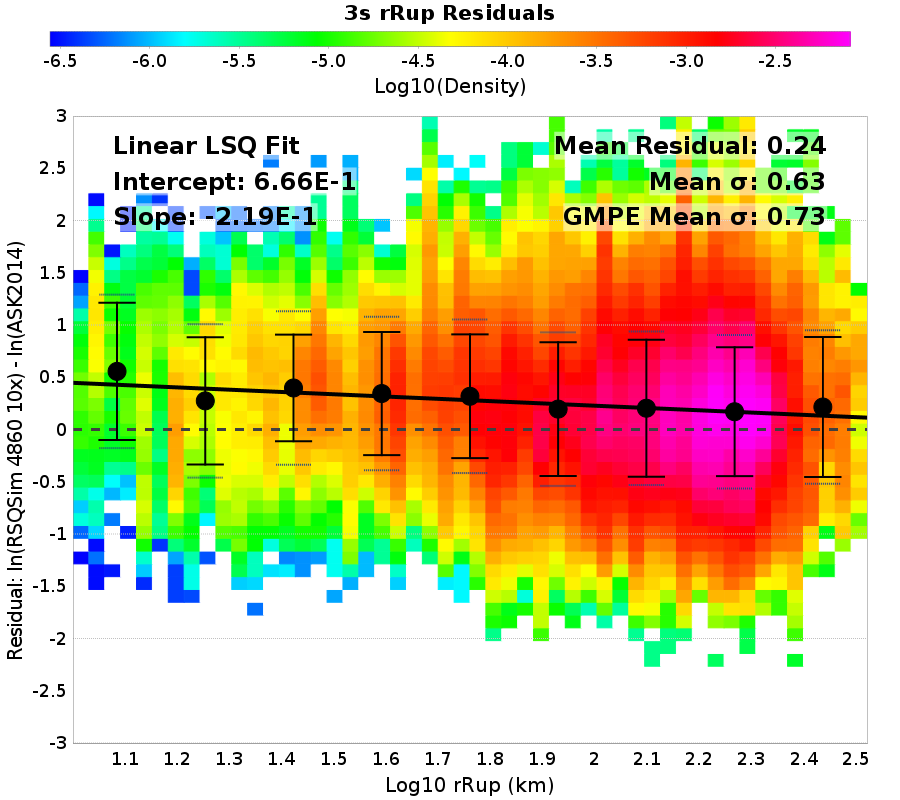 3s rRup Residuals
-6.5 -6.0 -5.5 -5.0 -4.5 -4.0 -3.5 -3.0 -2.5
Log10(Density)
Linear LSQ Fit
Intercept: 6.66E-1
Slope: -2.19E-1
Mean Residual: 0.24
Mean σ: 0.63
GMPE Mean σ: 0.73
Residual: ln(RSQSim 4860 10x) - ln(ASK2014)
3
2.5
2
1.5
1
0.5
0
-0.5
-1
-1.5
-2
-2.5
-3
1.1 1.2 1.3 1.4 1.5 1.6 1.7 1.8 1.9 2 2.1 2.2 2.3 2.4 2.5
Log10 rRup (km)